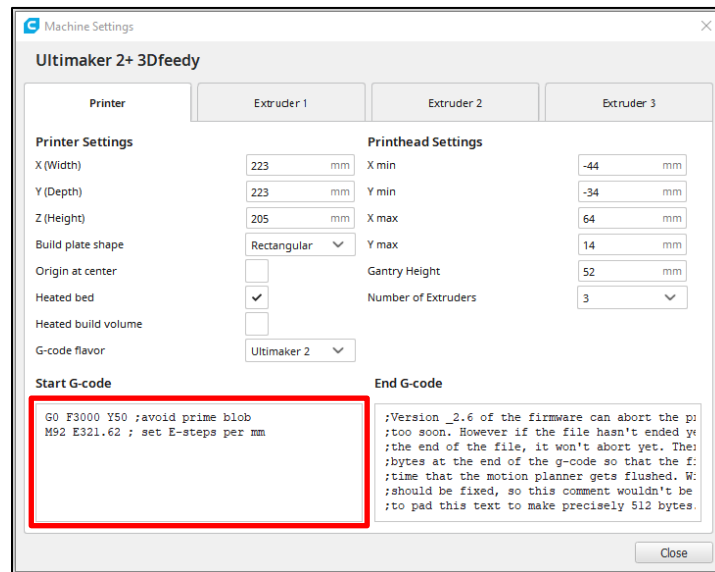 Machine Settings
Ultimaker 2+ 3Dfeedy
Printer
Extruder 1
Extruder 2
Extruder 3
Printer Settings
X (Width)
223 mm
Y (Depth)
223 mm
Z (Height)
205 mm
Build plate shape
Rectangular
Origin at center
Heated bed
Heated build volume
G-code flavor
Ultimaker 2
Printhead Settings
X min
-44 mm
Y min
-34 mm
X max
64 mm
Y max
14 mm
Gantry Height
52 mm
Number of Extruders
3
Start G-code
G0 F3000 Y50 ;avoid prime blob
M92 E321.62 ; set E-steps per mm
End G-code
;Version _2.6 of the firmware can abort the
;too soon. However if the file hasn't ended
;the end of the file, it won't abort yet.
;bytes at the end of the g-code so that the
;time that the motion planner gets flushed.
;should be fixed, so this comment wouldn't be
;to pad this text to make precisely 512 bytes.
Close